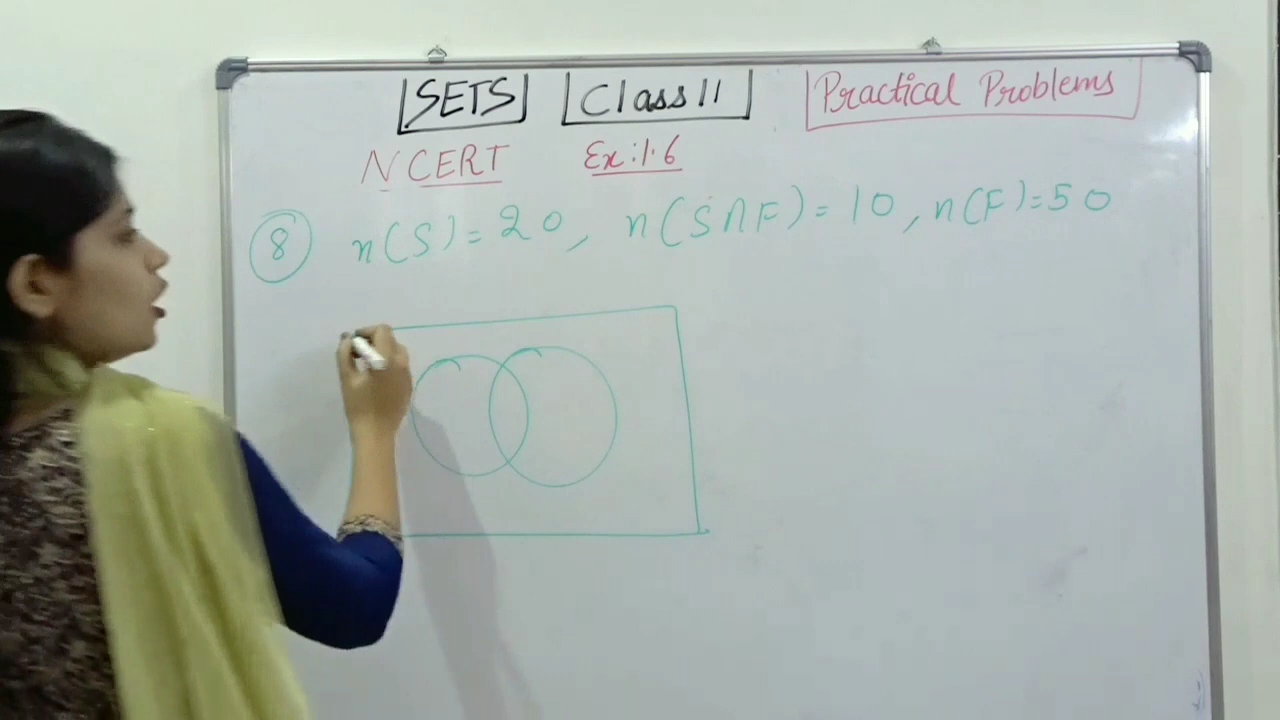 SETS Class 11 Practical Problems
NCERT Ex:1.6
8 n(S)=20, n(S∩F)=10, n(F)=50